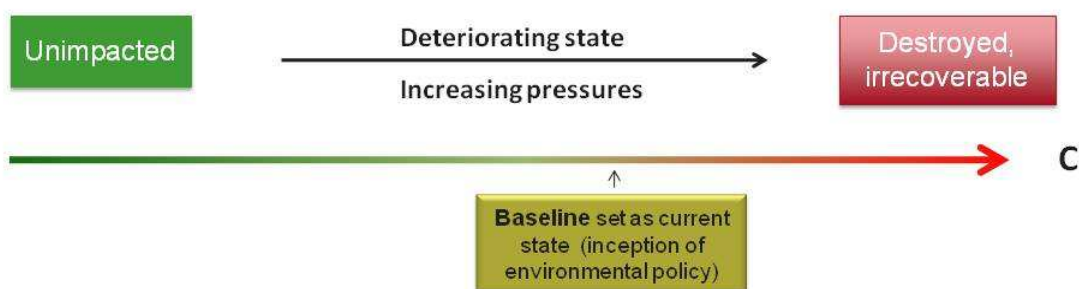 Unimpacted
Deteriorating state
Increasing pressures
Destroyed,
irrecoverable
C
Baseline set as current
state (inception of
environmental policy)